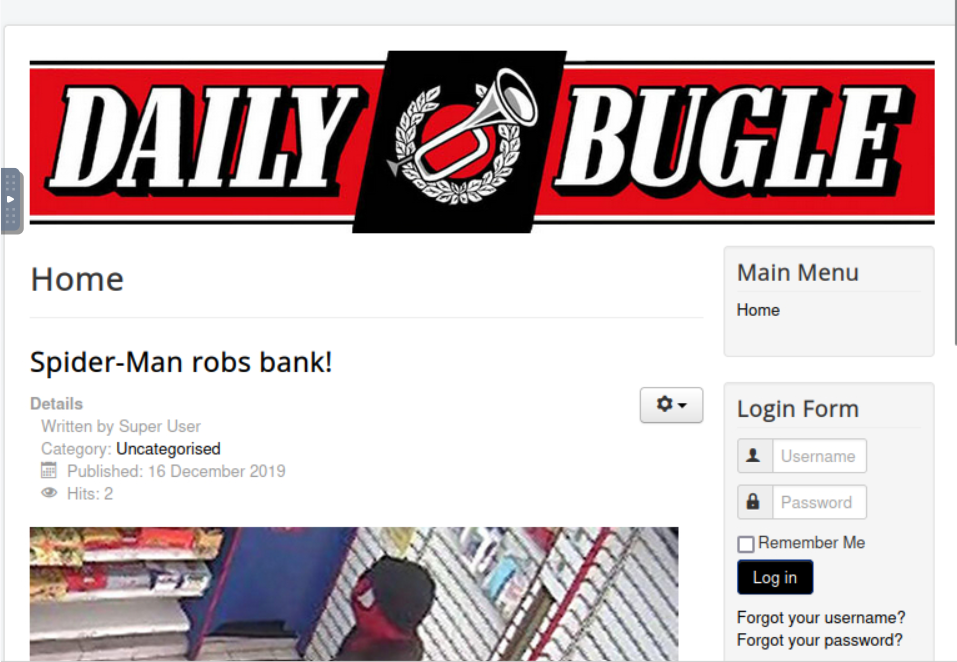 DAILY BUGLE
Home
Spider-Man robs bank!
Details
Written by Super User
Category: Uncategorised
Published: 16 December 2019
Hits: 2
Main Menu
Home
Login Form
Username
Password
Remember Me
Log in
Forgot your username?
Forgot your password?